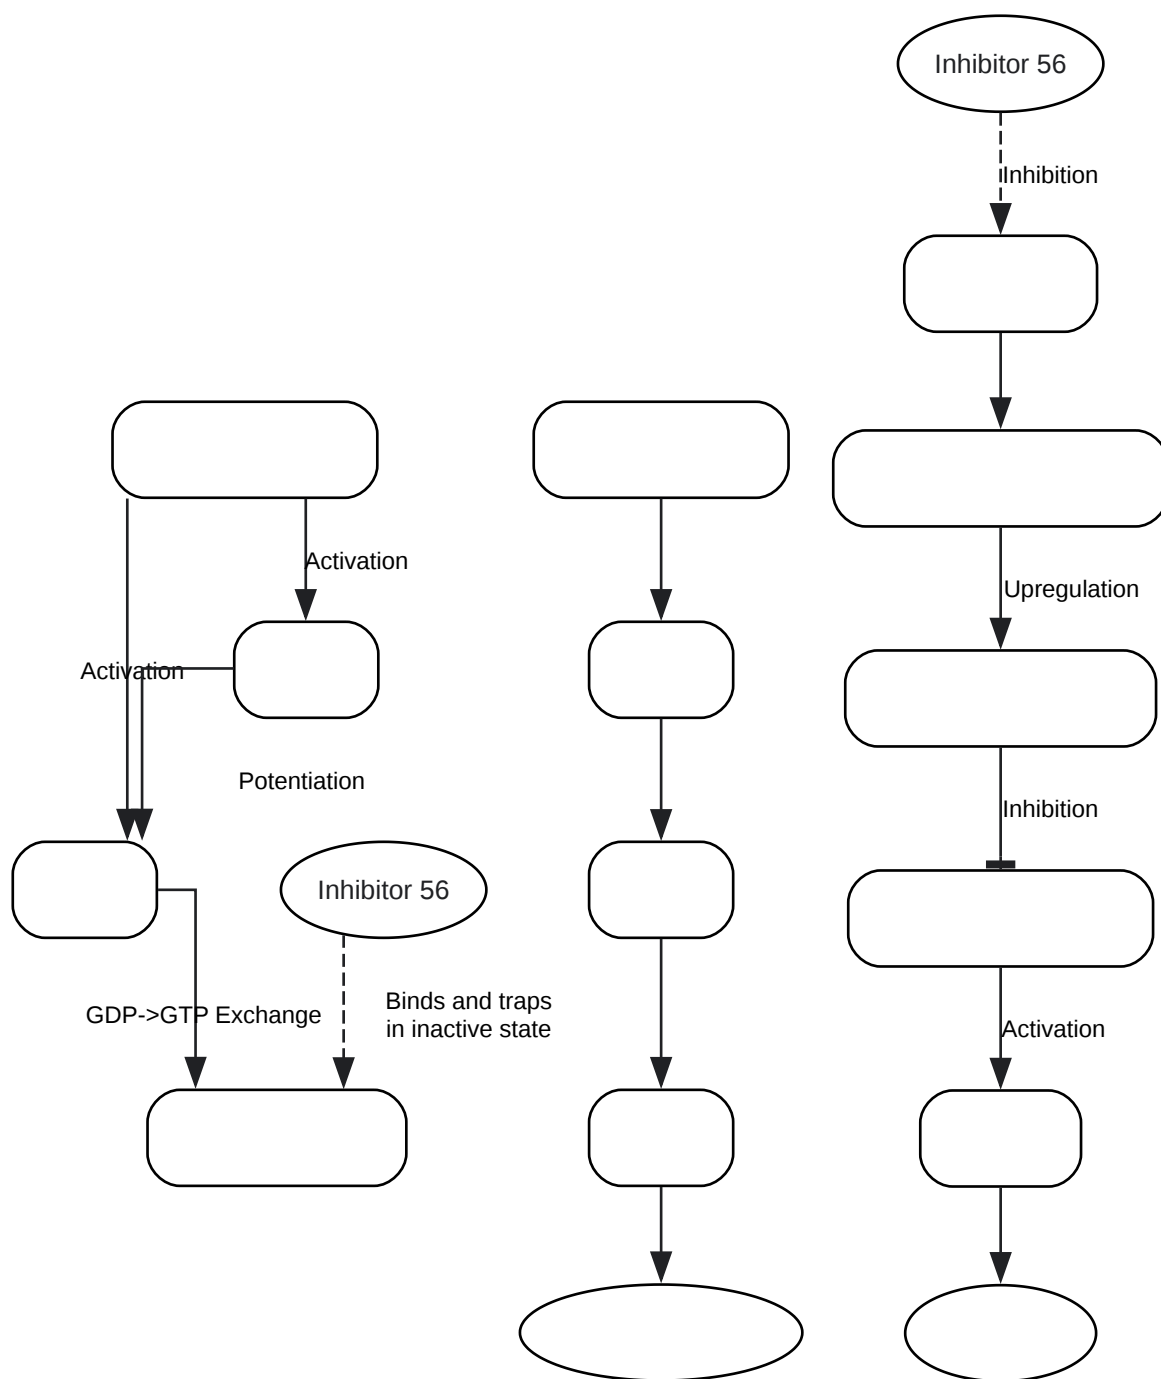 Inhibitor 56
Inhibition
Activation
Upregulation
Activation
Potentiation
Inhibition
Inhibitor 56
GDP->GTP Exchange
Binds and traps
in inactive state
Activation